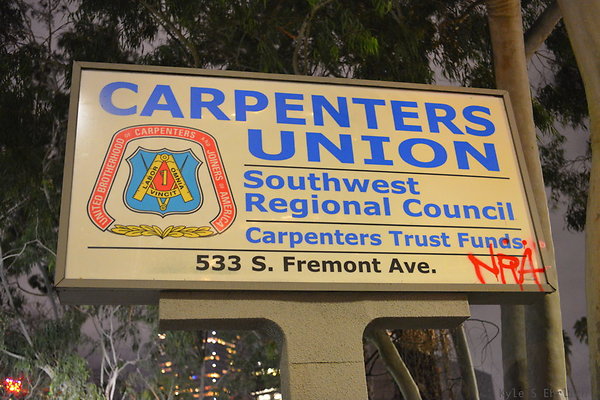 CARPENTERS
UNION
Southwest
Regional Council
Carpenters Trust Funds
533 S. Fremont Ave.
UNITED BROTHERHOOD OF CARPENTERS AND JOINERS OF AMERICA
LABOR OMNIA
VINCIT
Kyle S